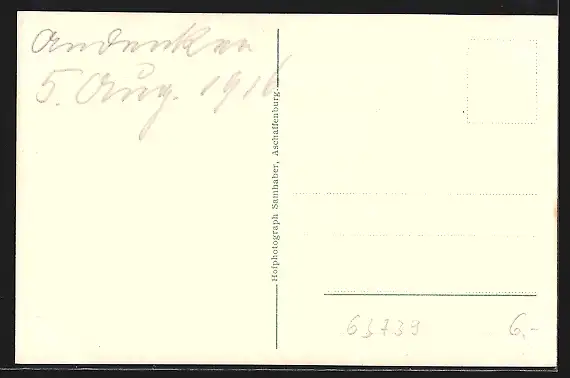 Andenken
5. Aug. 1916
Hofphotograph Samhaber, Aschaffenburg.
63739
6,-